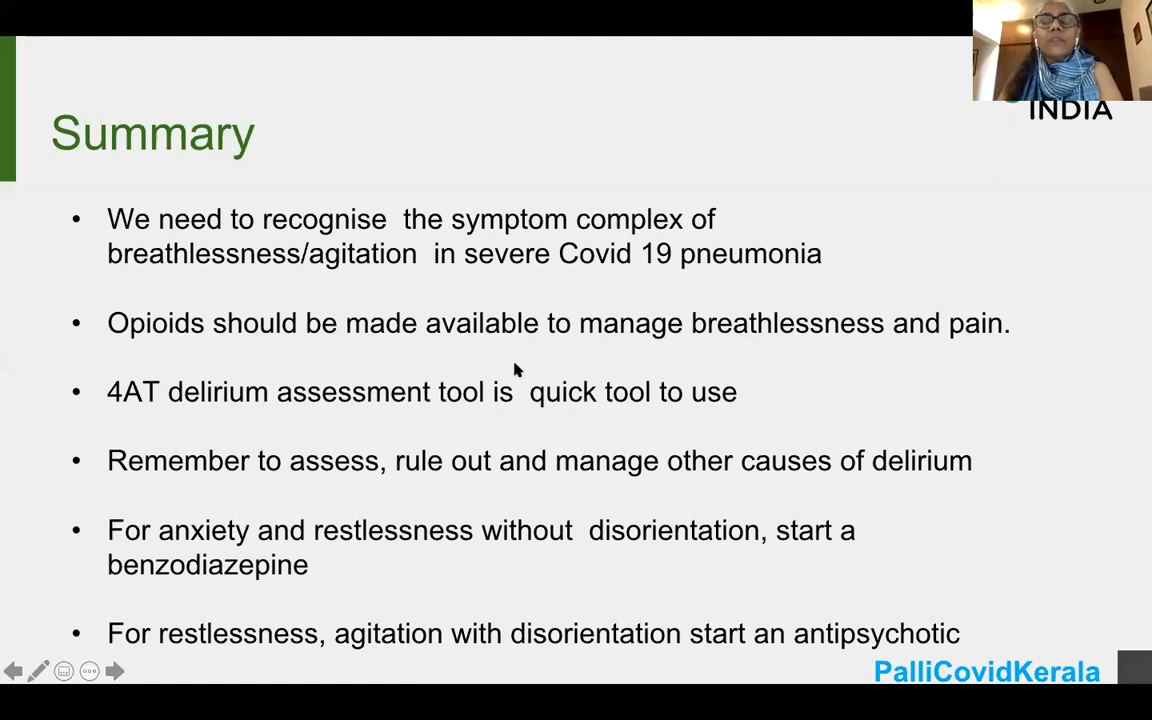 INDIA
Summary
• We need to recognise  the symptom complex of
breathlessness/agitation  in severe Covid 19 pneumonia
• Opioids should be made available to manage breathlessness and pain.
• 4AT delirium assessment tool is  quick tool to use
• Remember to assess, rule out and manage other causes of delirium
• For anxiety and restlessness without  disorientation, start a
benzodiazepine
• For restlessness, agitation with disorientation start an antipsychotic
PalliCovidKerala